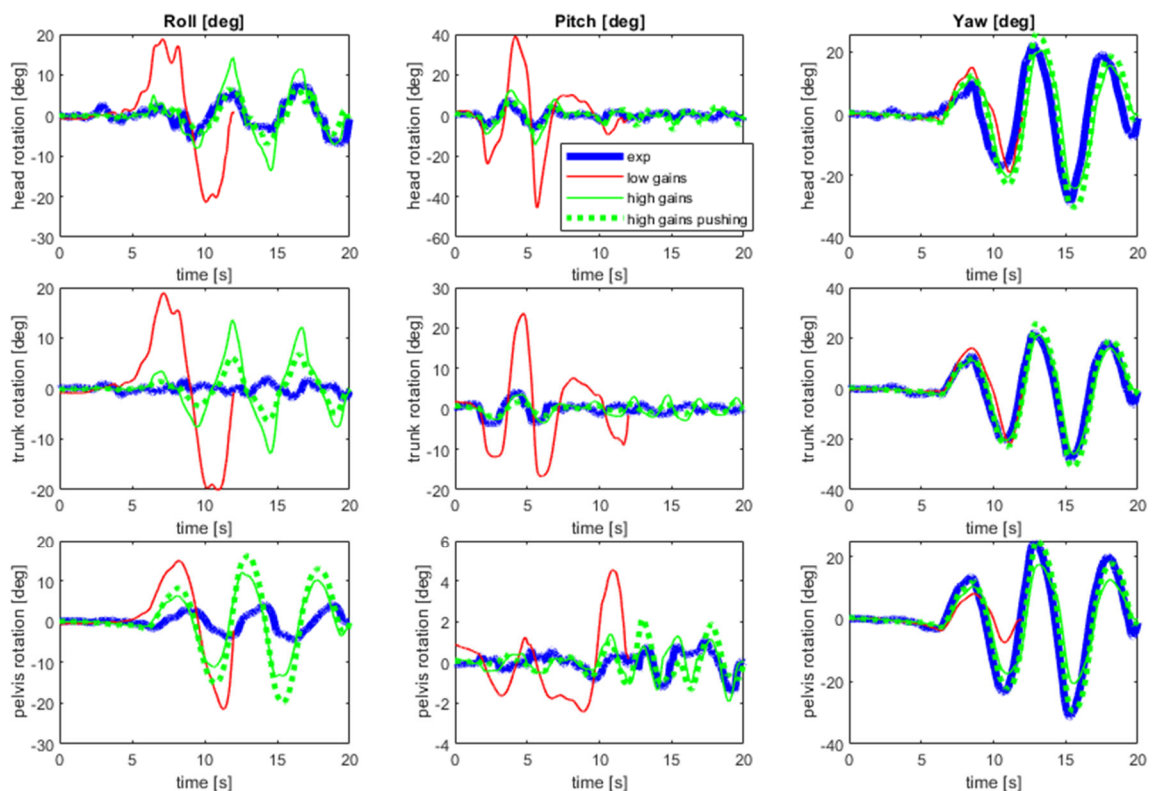 Roll [deg]
Pitch [deg]
Yaw [deg]
head rotation [deg]
20
10
0
-10
-20
-30
0 5 10 15 20
time [s]
head rotation [deg]
40
20
0
-20
-40
-60
0 5 10 15 20
time [s]
exp
low gains
high gains
high gains pushing
head rotation [deg]
20
0
-20
-40
0 5 10 15 20
time [s]
trunk rotation [deg]
20
10
0
-10
-20
0 5 10 15 20
time [s]
trunk rotation [deg]
30
20
10
0
-10
-20
0 5 10 15 20
time [s]
trunk rotation [deg]
40
20
0
-20
-40
0 5 10 15 20
time [s]
pelvis rotation [deg]
20
10
0
-10
-20
-30
0 5 10 15 20
time [s]
pelvis rotation [deg]
6
4
2
0
-2
-4
0 5 10 15 20
time [s]
pelvis rotation [deg]
20
0
-20
-40
0 5 10 15 20
time [s]